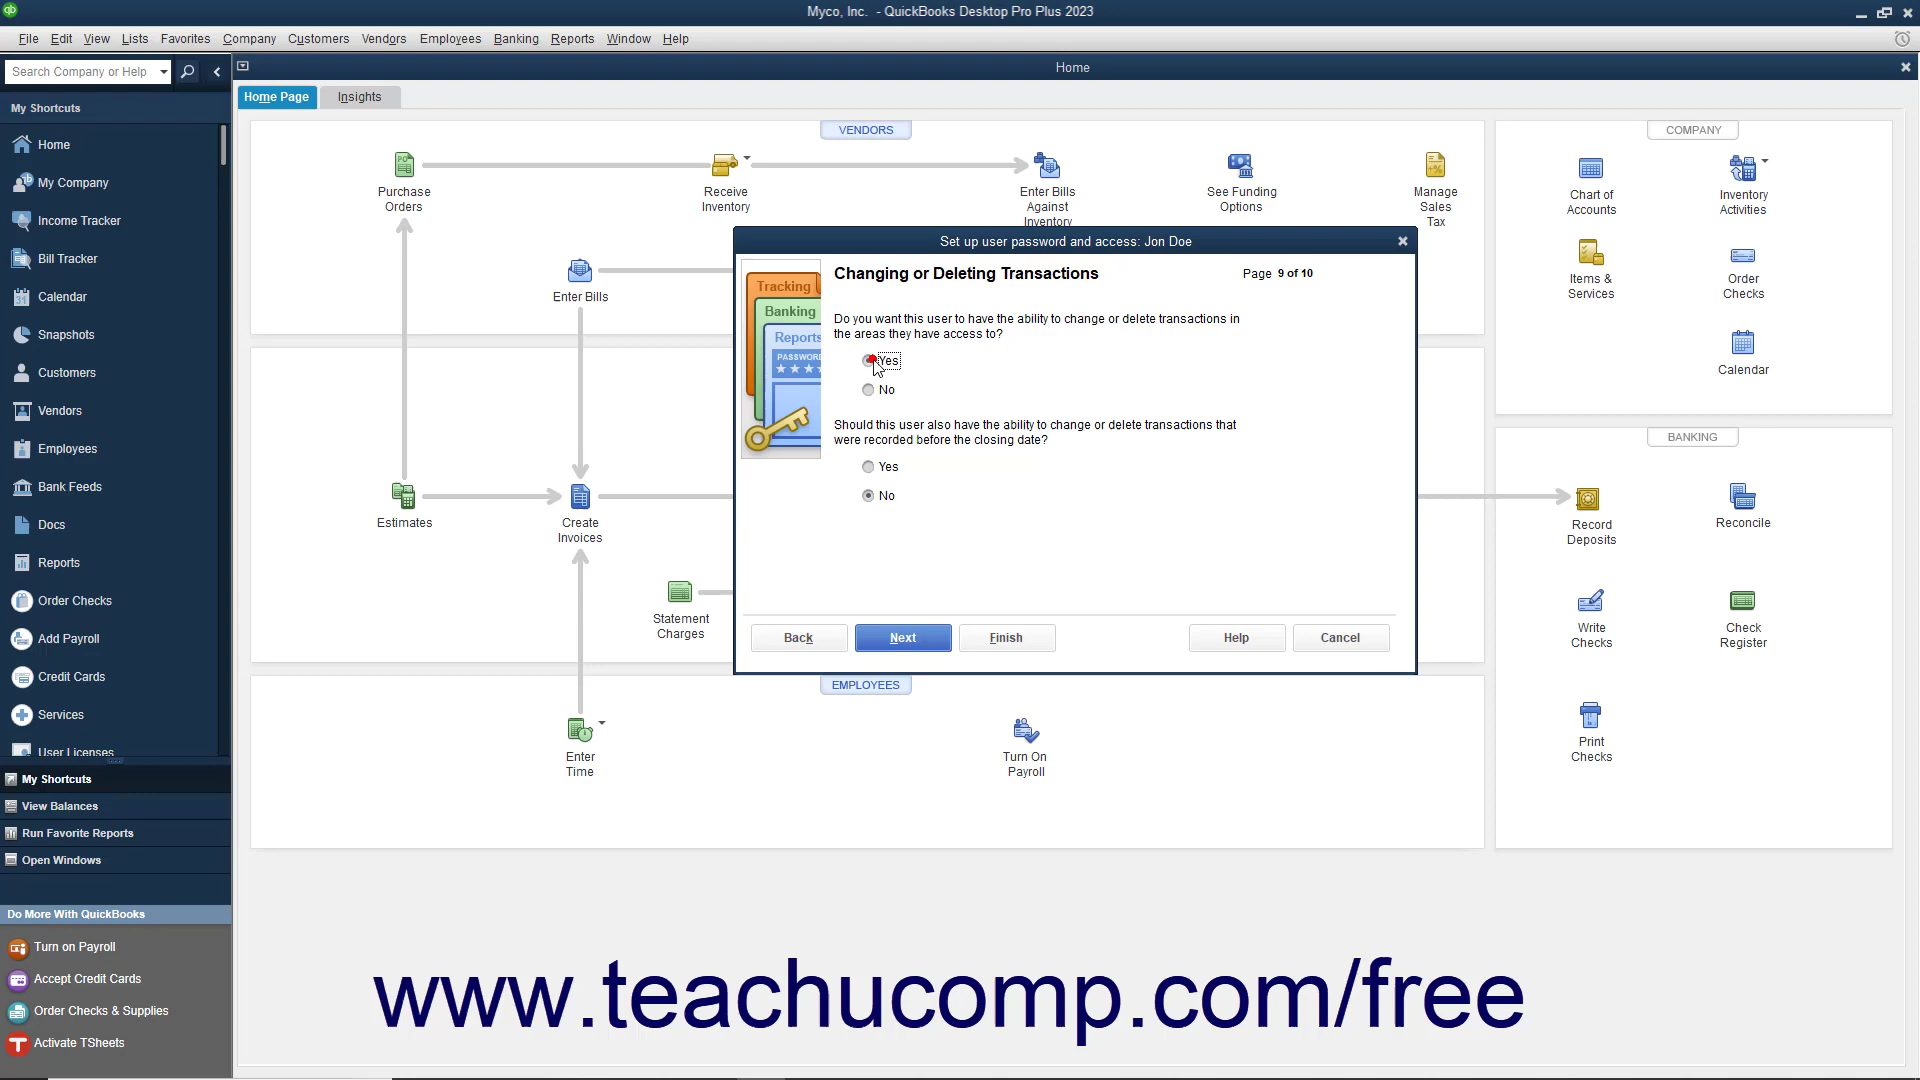 Myco, Inc. - QuickBooks Desktop Pro Plus 2023
File Edit View Lists Favorites Company Customers Vendors Employees Banking Reports Window Help
Search Company or Help
Home
Home Page
Insights
My Shortcuts
Home
My Company
Income Tracker
Bill Tracker
Calendar
Snapshots
Customers
Vendors
Employees
Bank Feeds
Docs
Reports
Order Checks
Add Payroll
Credit Cards
Services
User Licenses
My Shortcuts
View Balances
Run Favorite Reports
Open Windows
Do More With QuickBooks
Turn on Payroll
Accept Credit Cards
Order Checks & Supplies
Activate TSheets
VENDORS
Purchase
Orders
Receive
Inventory
Enter Bills
Against
Inventory
See Funding
Options
Manage
Sales
Tax
Enter Bills
Estimates
Create
Invoices
Statement
Charges
EMPLOYEES
Enter
Time
Turn On
Payroll
COMPANY
Chart of
Accounts
Inventory
Activities
Items &
Services
Order
Checks
Calendar
BANKING
Record
Deposits
Reconcile
Write
Checks
Check
Register
Print
Checks
Set up user password and access: Jon Doe
Tracking
Banking
Reports
PASSWOR
Changing or Deleting Transactions
Page 9 of 10
Do you want this user to have the ability to change or delete transactions in
the areas they have access to?
Yes
No
Should this user also have the ability to change or delete transactions that
were recorded before the closing date?
Yes
No
Back
Next
Finish
Help
Cancel
www.teachucomp.com/free